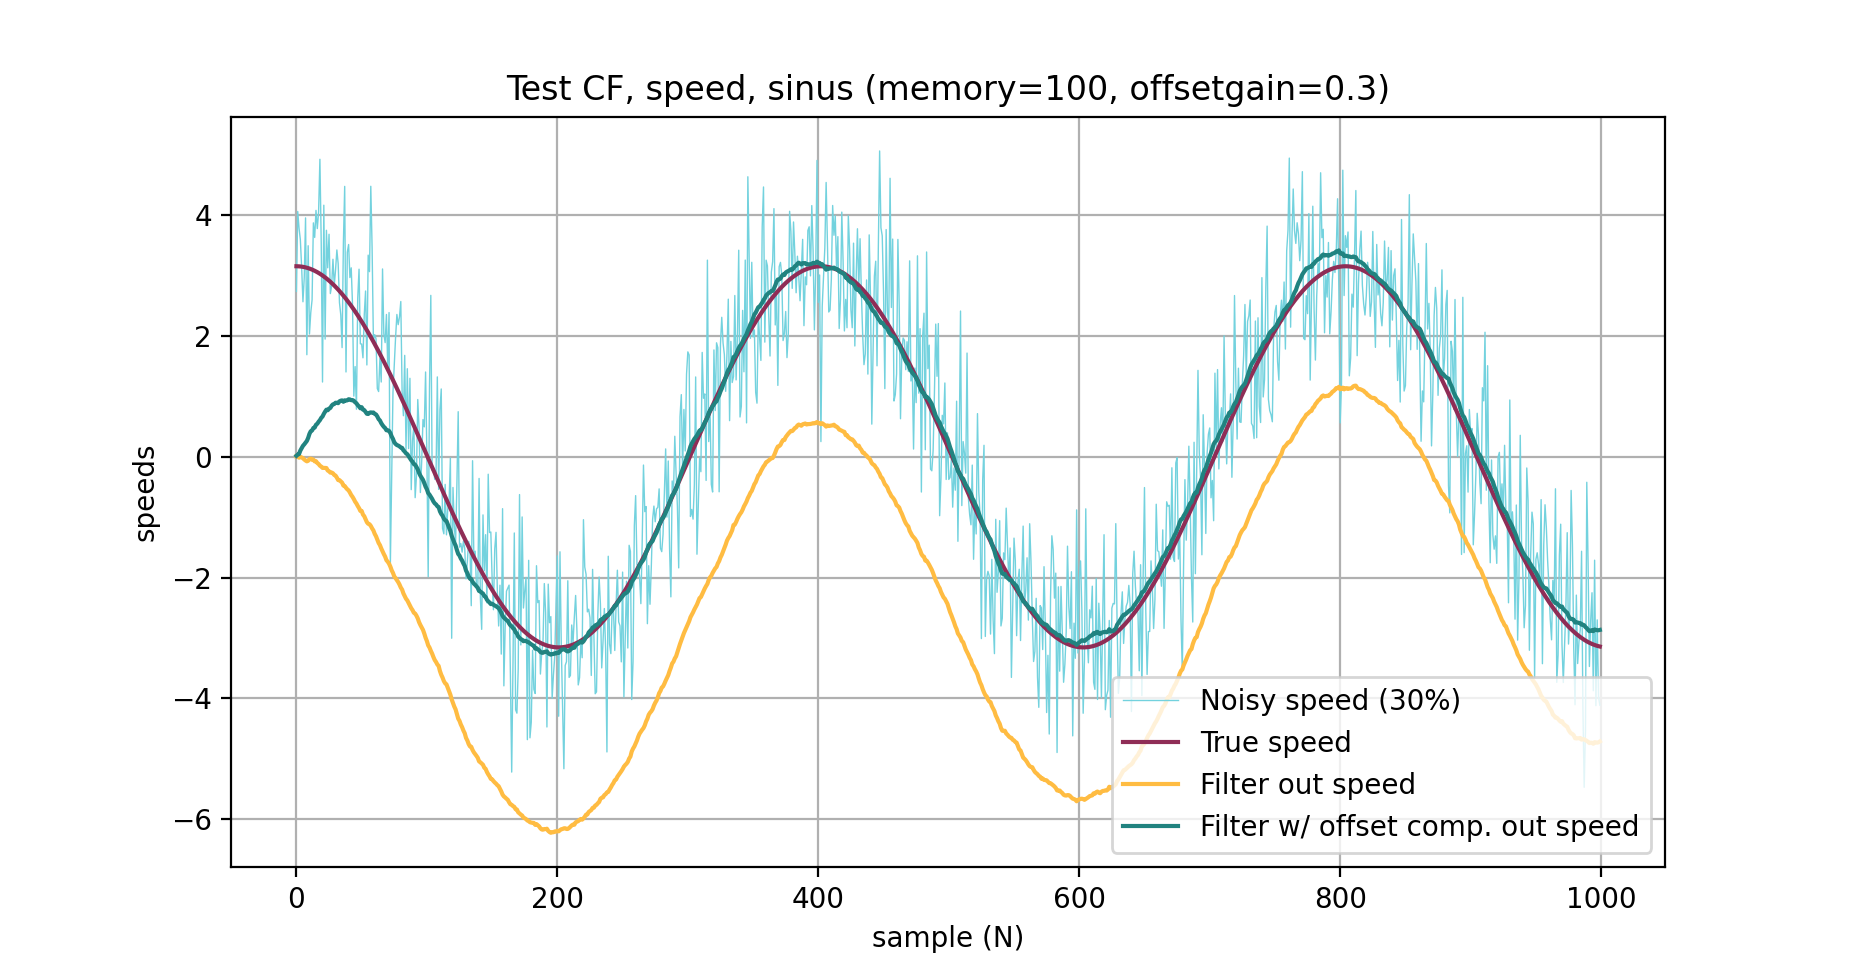 Test CF, speed, sinus (memory=100, offsetgain=0.3)
speeds
4
2
0
−2
−4
−6
Noisy speed (30%)
True speed
Filter out speed
Filter w/ offset comp. out speed
0 200 400 600 800 1000
sample (N)